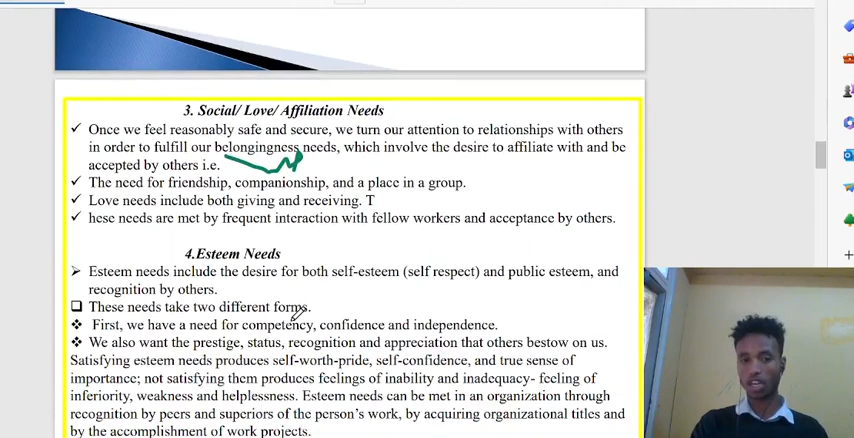 3. Social/ Love/ Affiliation Needs
✓ Once we feel reasonably safe and secure, we turn our attention to relationships with others
in order to fulfill our belongingness needs, which involve the desire to affiliate with and be
accepted by others i.e.
✓ The need for friendship, companionship, and a place in a group.
✓ Love needs include both giving and receiving. T
✓ hese needs are met by frequent interaction with fellow workers and acceptance by others.
4.Esteem Needs
➢ Esteem needs include the desire for both self-esteem (self respect) and public esteem, and
recognition by others.
❑ These needs take two different forms.
❖ First, we have a need for competency, confidence and independence.
❖ We also want the prestige, status, recognition and appreciation that others bestow on us.
Satisfying esteem needs produces self-worth-pride, self-confidence, and true sense of
importance; not satisfying them produces feelings of inability and inadequacy- feeling of
inferiority, weakness and helplessness. Esteem needs can be met in an organization through
recognition by peers and superiors of the person's work, by acquiring organizational titles and
by the accomplishment of work projects.